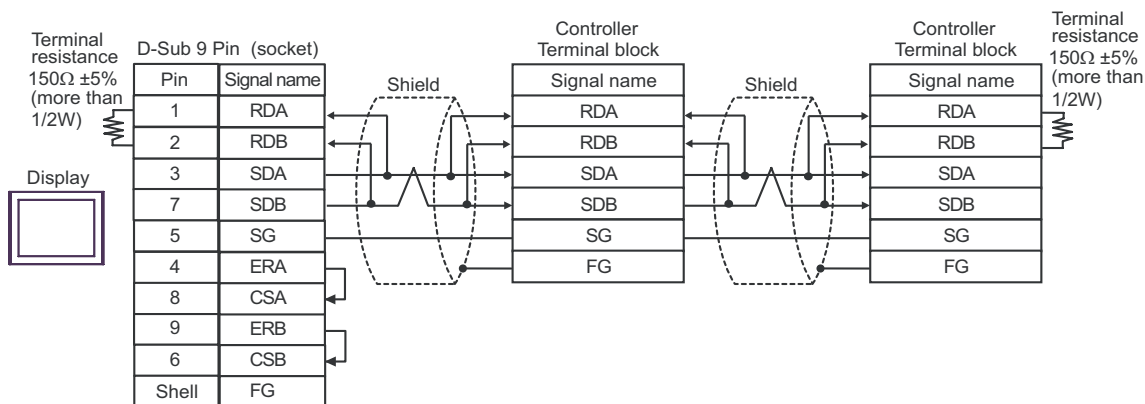 Terminal
resistance
150Ω ±5%
(more than
1/2W)
D-Sub 9 Pin (socket)
Pin Signal name
1 RDA
2 RDB
3 SDA
7 SDB
5 SG
4 ERA
8 CSA
9 ERB
6 CSB
Shell FG
Display
Shield
Controller
Terminal block
Signal name
RDA
RDB
SDA
SDB
SG
FG
Shield
Controller
Terminal block
Signal name
RDA
RDB
SDA
SDB
SG
FG
Terminal
resistance
150Ω ±5%
(more than
1/2W)